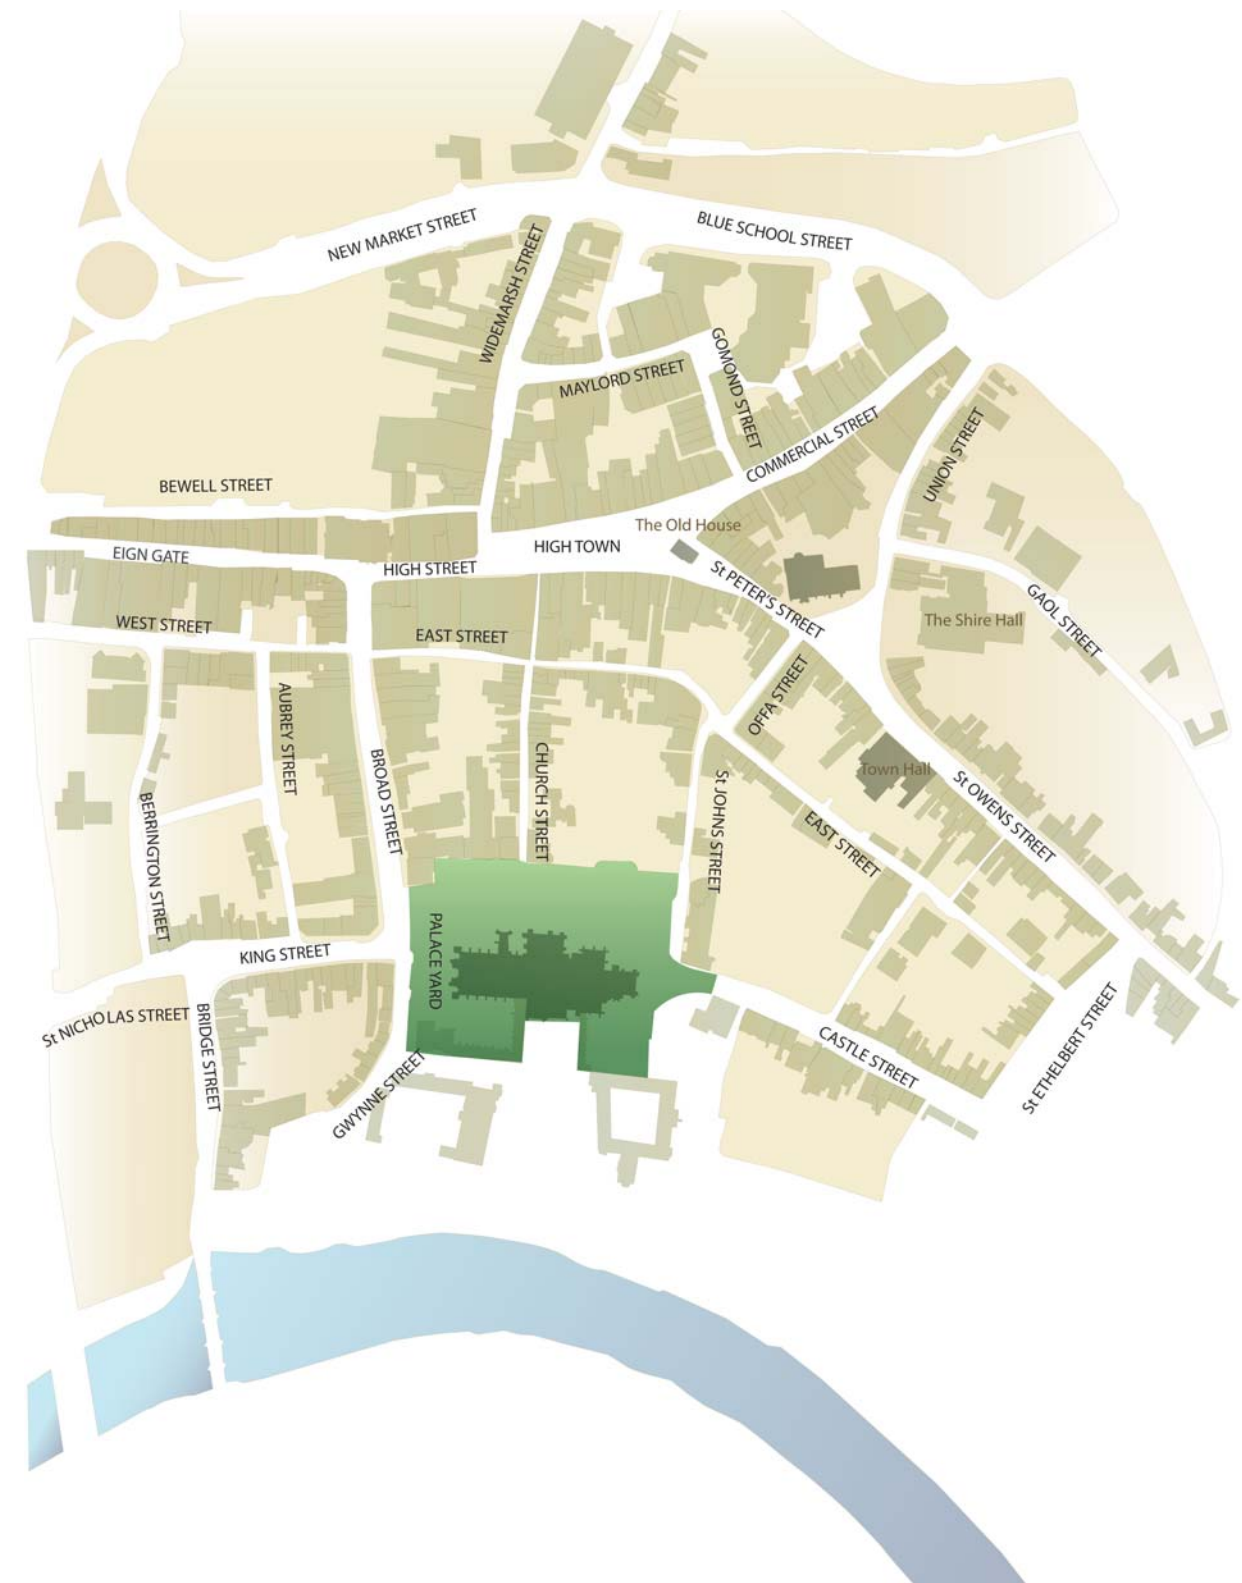 BLUE SCHOOL STREET
NEW MARKET STREET
WIDEMARSH STREET
GOMOND STREET
MAYLORD STREET
COMMERCIAL STREET
UNION STREET
BEWELL STREET
The Old House
HIGH TOWN
EIGN GATE
HIGH STREET
St PETER'S STREET
GAOL STREET
The Shire Hall
WEST STREET
EAST STREET
OFFA STREET
AUBREY STREET
BROAD STREET
CHURCH STREET
St JOHNS STREET
Town Hall
St OWENS STREET
BERRINGTON STREET
EAST STREET
PALACE YARD
KING STREET
St NICHOLAS STREET
BRIDGE STREET
CASTLE STREET
St ETHELBERT STREET
GWYNNE STREET